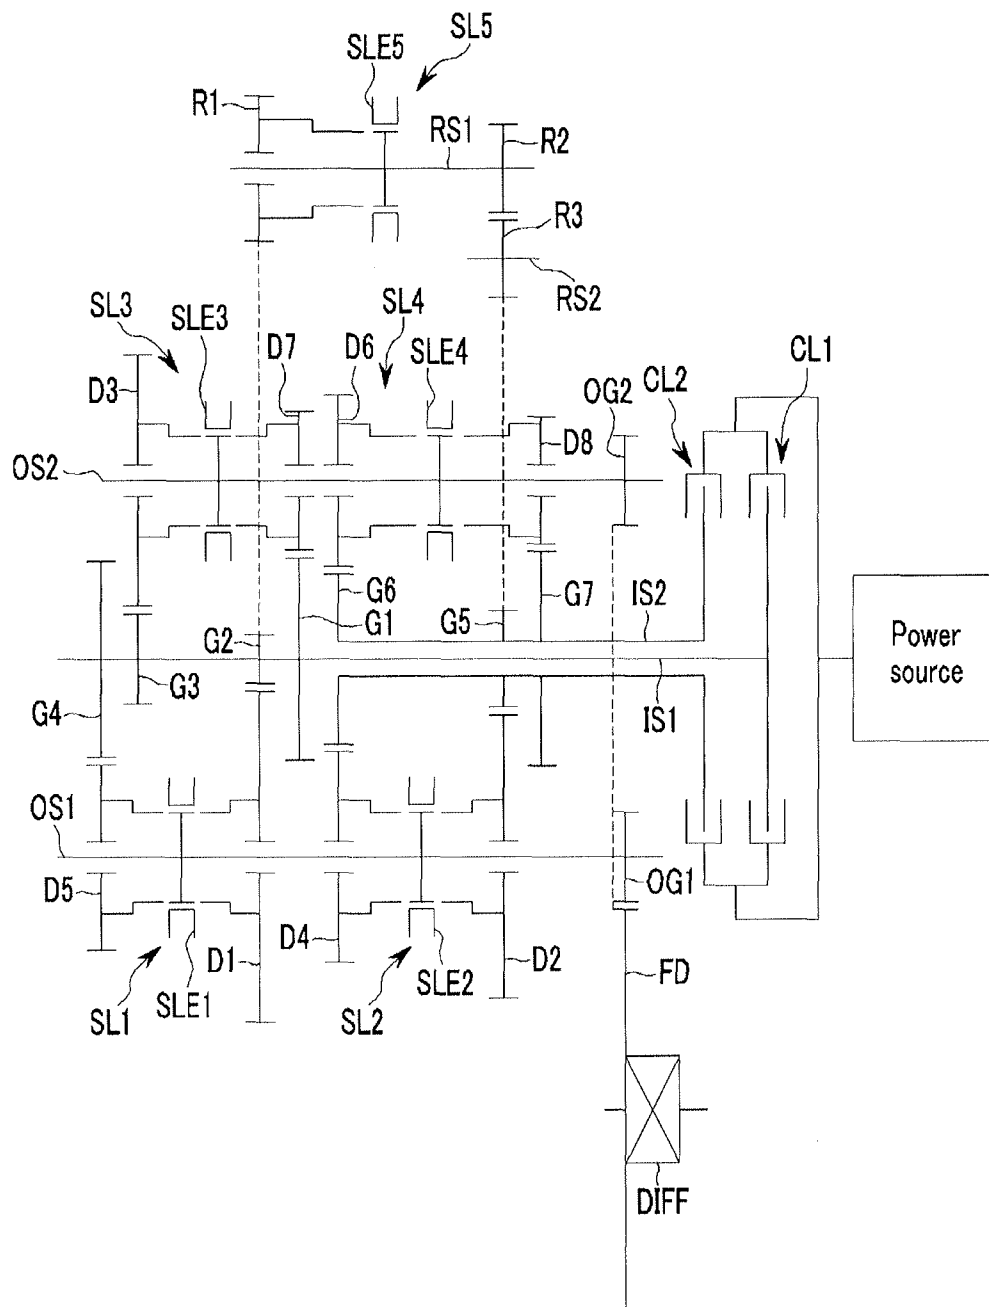 SL5
SLE5
R1
RS1
R2
R3
RS2
SL3
SLE3
SL4
D7
D6
SLE4
CL1
D3
OG2
CL2
D8
OS2
G6
G7
IS2
G1
G5
G2
Power
source
G3
G4
IS1
OS1
D5
OG1
D4
D1
D2
FD
SLE1
SLE2
SL1
SL2
DIFF